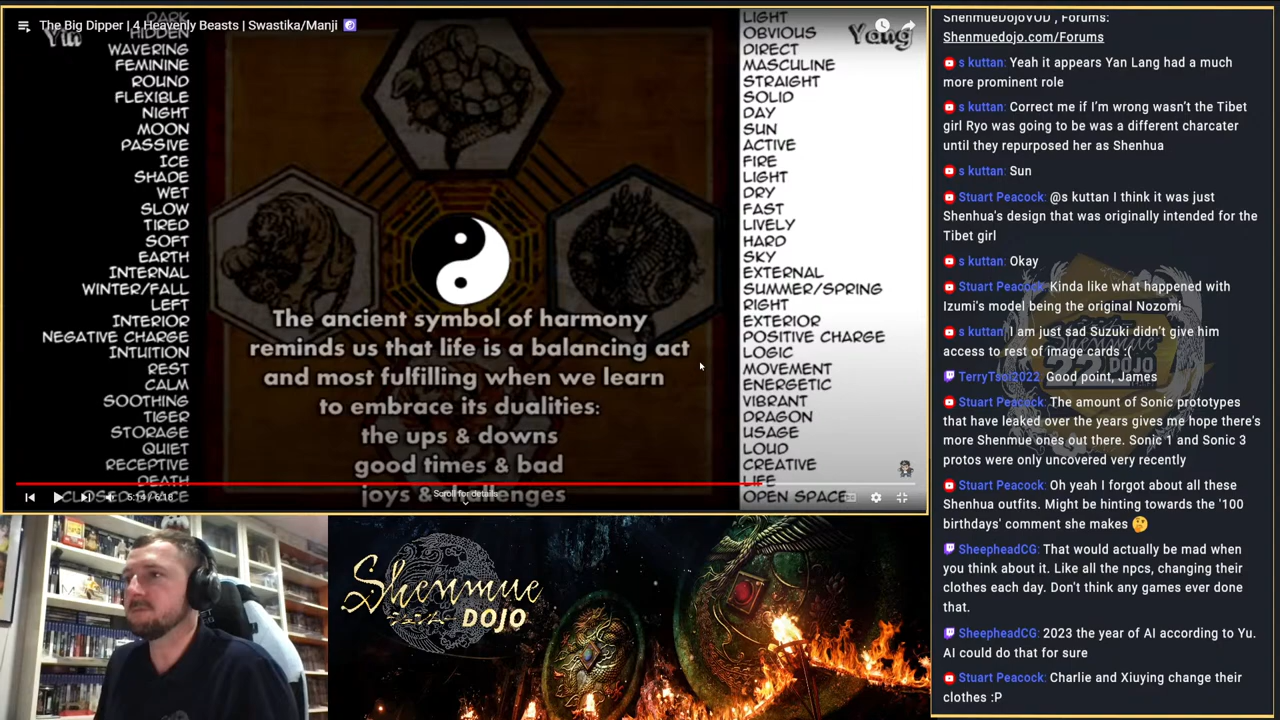 The Big Dipper | 4 Heavenly Beasts | Swastika/Manji
Yin
DARK
HIDDEN
WAVERING
FEMININE
ROUND
FLEXIBLE
NIGHT
MOON
PASSIVE
ICE
SHADE
WET
SLOW
TIRED
SOFT
EARTH
INTERNAL
WINTER/FALL
LEFT
INTERIOR
NEGATIVE CHARGE
INTUITION
REST
CALM
SOOTHING
TIGER
STORAGE
QUIET
RECEPTIVE
DEATH
The ancient symbol of harmony
reminds us that life is a balancing act
and most fulfilling when we learn
to embrace its dualities:
the ups & downs
good times & bad
joys & challenges
Scroll for details
5:14 / 6:18
Yang
LIGHT
OBVIOUS
DIRECT
MASCULINE
STRAIGHT
SOLID
DAY
SUN
ACTIVE
FIRE
LIGHT
DRY
FAST
LIVELY
HARD
SKY
EXTERNAL
SUMMER/SPRING
RIGHT
EXTERIOR
POSITIVE CHARGE
LOGIC
MOVEMENT
ENERGETIC
VIBRANT
DRAGON
USAGE
LOUD
CREATIVE
LIFE
OPEN SPACE
Shenmue
DOJO
ShenmueDojoVOD , Forums:
Shenmuedojo.com/Forums
s kuttan: Yeah it appears Yan Lang had a much
more prominent role
s kuttan: Correct me if I'm wrong wasn't the Tibet
girl Ryo was going to be was a different charcater
until they repurposed her as Shenhua
s kuttan: Sun
Stuart Peacock: @s kuttan I think it was just
Shenhua's design that was originally intended for the
Tibet girl
s kuttan: Okay
Stuart Peacock: Kinda like what happened with
Izumi's model being the original Nozomi
s kuttan: I am just sad Suzuki didn't give him
access to rest of image cards :(
TerryTsoi2022: Good point, James
Stuart Peacock: The amount of Sonic prototypes
that have leaked over the years gives me hope there's
more Shenmue ones out there. Sonic 1 and Sonic 3
protos were only uncovered very recently
Stuart Peacock: Oh yeah I forgot about all these
Shenhua outfits. Might be hinting towards the '100
birthdays' comment she makes 🤔
SheepheadCG: That would actually be mad when
you think about it. Like all the npcs, changing their
clothes each day. Don't think any games ever done
that.
SheepheadCG: 2023 the year of AI according to Yu.
AI could do that for sure
Stuart Peacock: Charlie and Xiuying change their
clothes :P